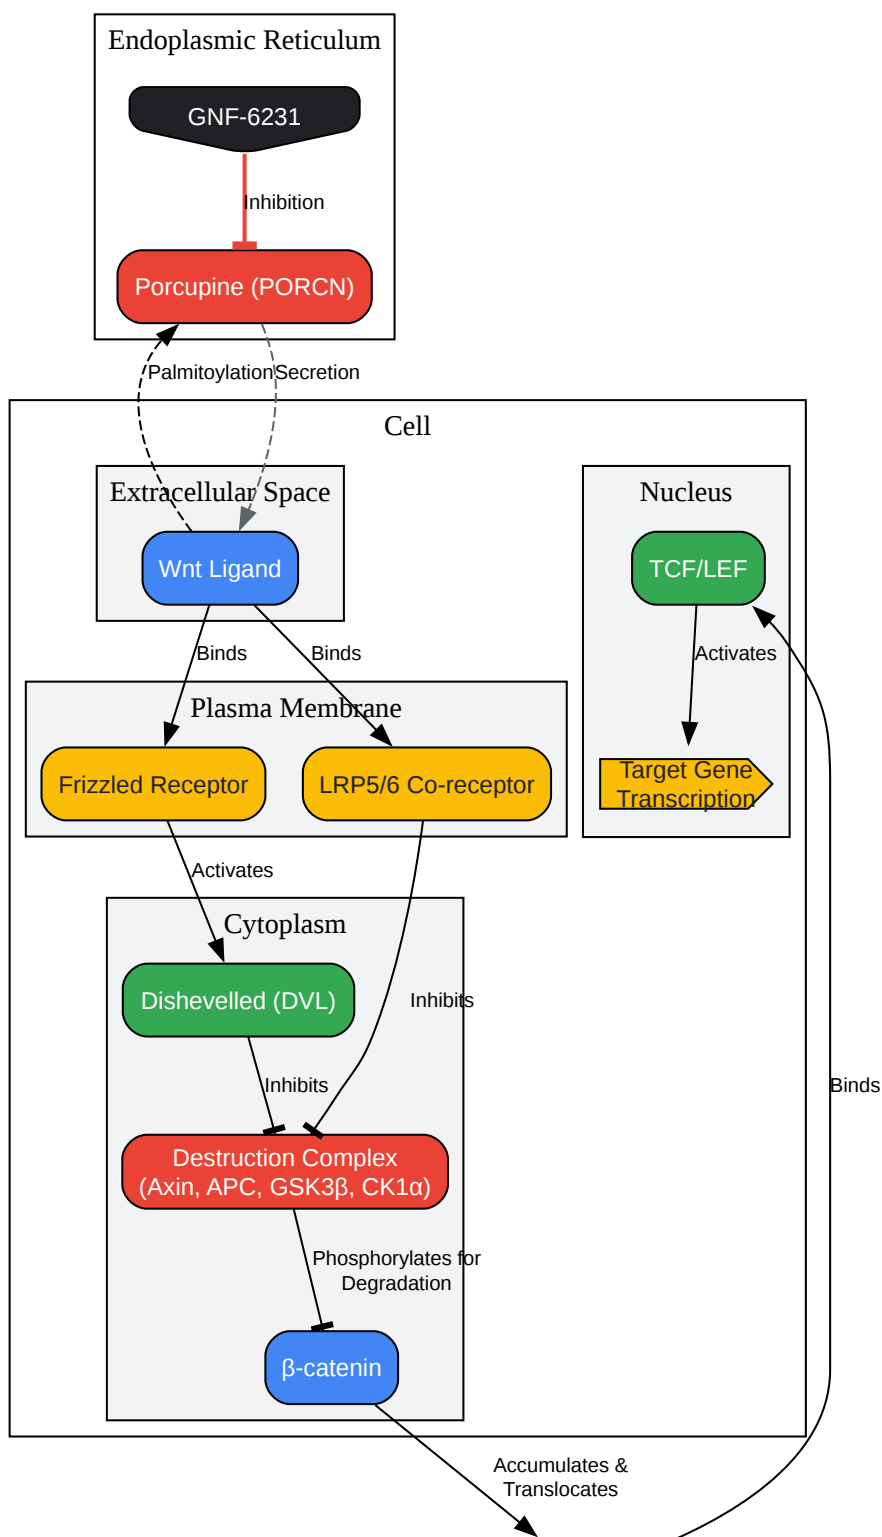 Endoplasmic Reticulum
GNF-6231
Inhibition
Porcupine (PORCN)
Palmitoylation
Secretion
Cell
Extracellular Space
Nucleus
Wnt Ligand
TCF/LEF
Binds
Binds
Activates
Plasma Membrane
Frizzled Receptor
LRP5/6 Co-receptor
Target Gene
Transcription
Activates
Cytoplasm
Dishevelled (DVL)
Inhibits
Inhibits
Binds
Destruction Complex
(Axin, APC, GSK3β, CK1α)
Phosphorylates for
Degradation
β-catenin
Accumulates &
Translocates